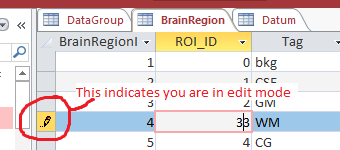 DataGroup BrainRegion Datum
BrainRegionI ROI_ID Tag
1 0 bkg
2 1 CSF
3 2 GM
This indicates you are in edit mode
4 33 WM
5 4 CG